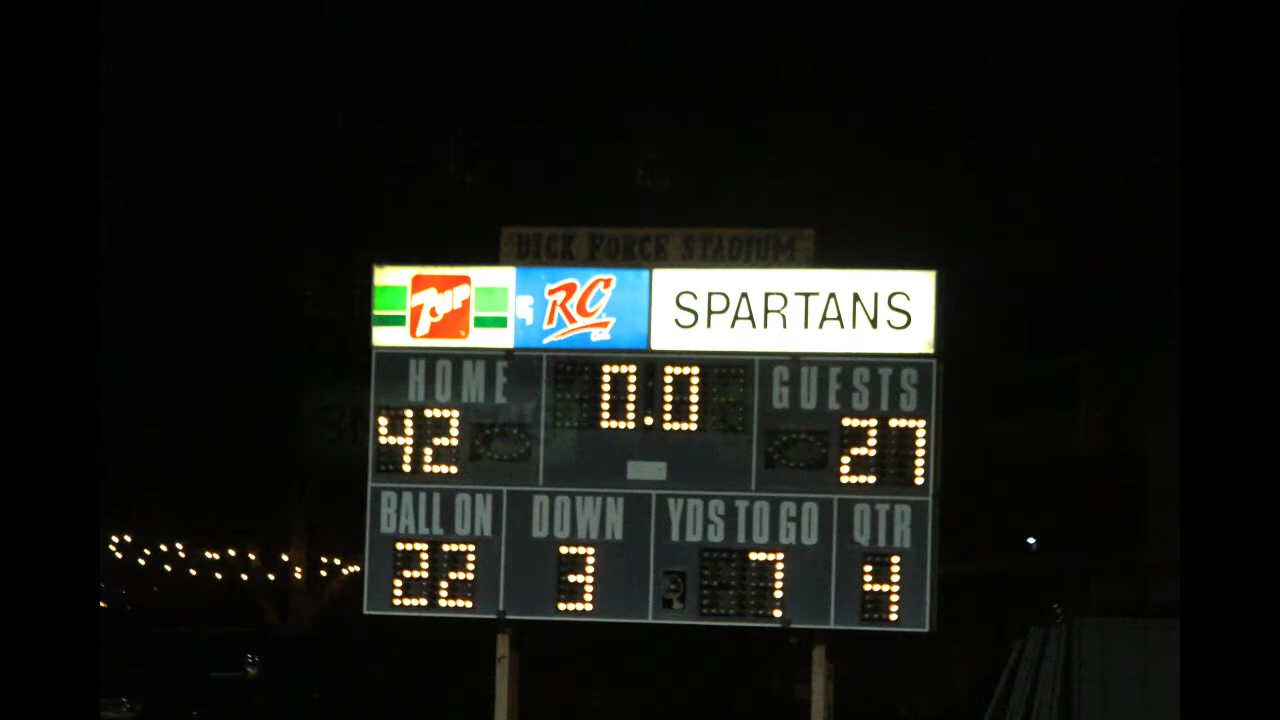 DICK FORCE STADIUM
7up RC SPARTANS
HOME 0.0 GUESTS
42 27
BALL ON DOWN YDS TO GO QTR
22 3 7 4